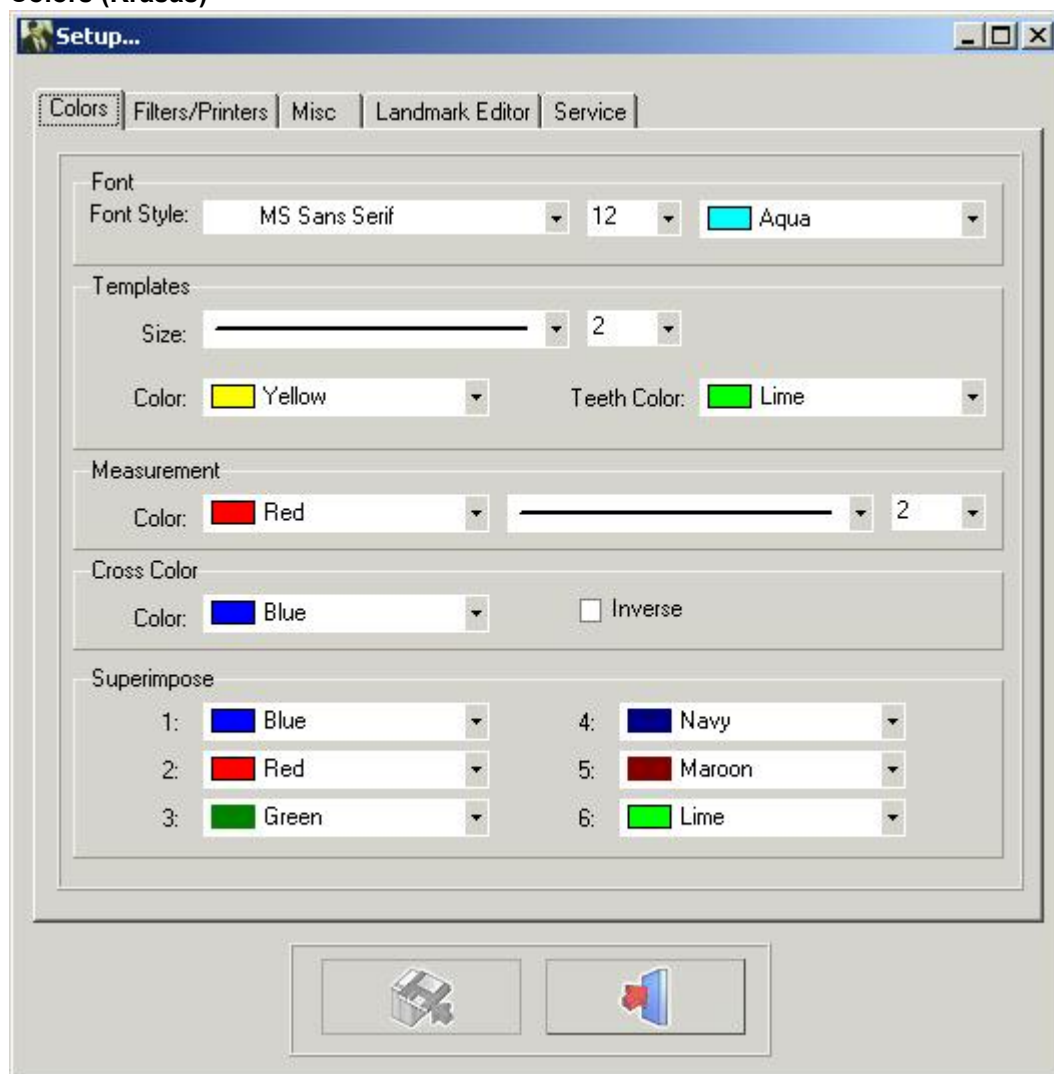 Colors (Krāsas)
Setup...
Colors Filters/Printers Misc Landmark Editor Service
Font
Font Style: MS Sans Serif 12 Aqua
Templates
Size: 2
Color: Yellow Teeth Color: Lime
Measurement
Color: Red 2
Cross Color
Color: Blue Inverse
Superimpose
1: Blue 4: Navy
2: Red 5: Maroon
3: Green 6: Lime